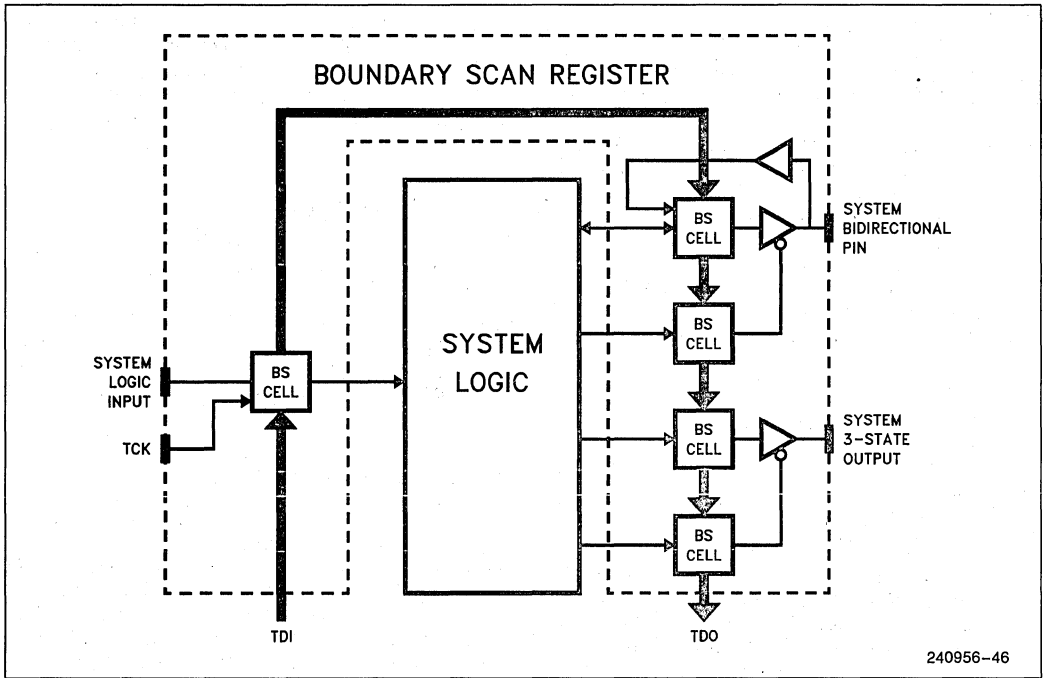 BOUNDARY SCAN REGISTER
SYSTEM
BIDIRECTIONAL
PIN
BS
CELL
BS
CELL
SYSTEM
LOGIC
SYSTEM
LOGIC
INPUT
BS
CELL
TCK
BS
CELL
SYSTEM
3-STATE
OUTPUT
BS
CELL
TDI
TDO
240956-46